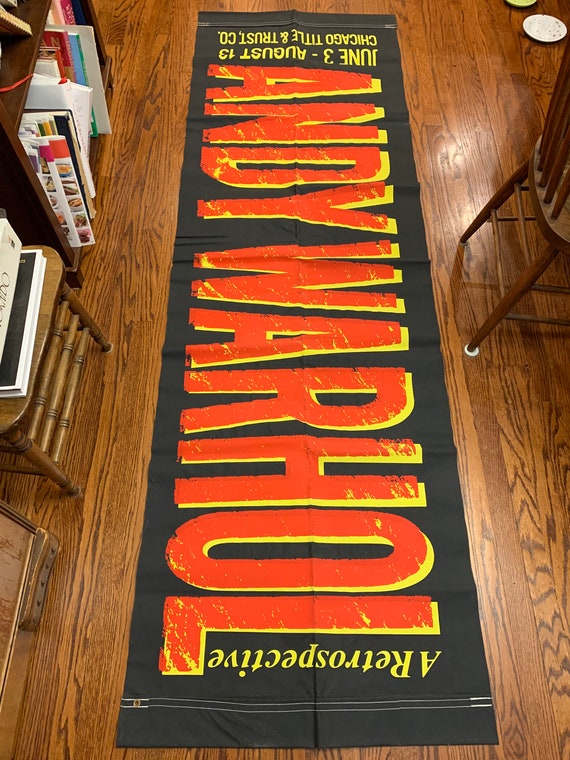 ANDY WARHOL
A Retrospective
JUNE 3 - AUGUST 13
CHICAGO TITLE & TRUST, CO.